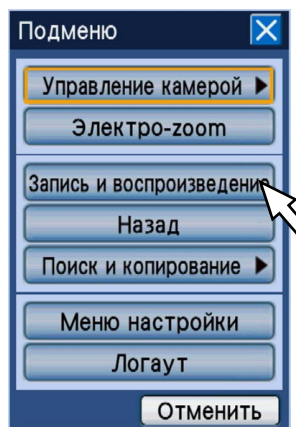 Подменю
Управление камерой
Электро-zoom
Запись и воспроизведение
Назад
Поиск и копирование
Меню настройки
Логаут
Отменить